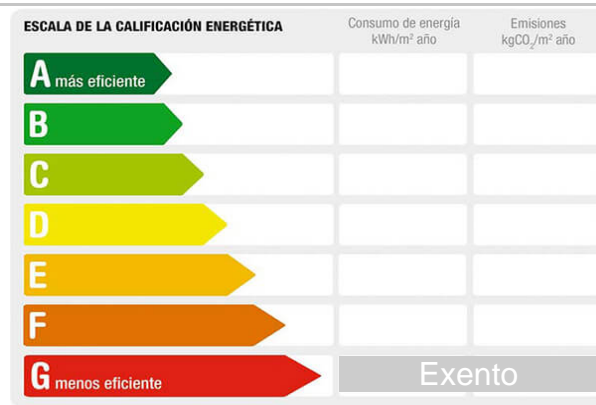 ESCALA DE LA CALIFICACIÓN ENERGÉTICA
Consumo de energía
kWh/m² año
Emisiones
kgCO₂/m² año
A más eficiente
B
C
D
E
F
G menos eficiente
Exento